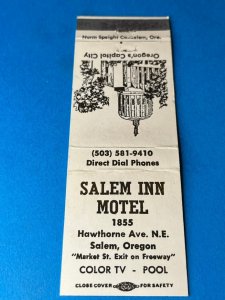 Norm Speight Co., Salem, Ore.
Oregon's Capitol City
(503) 581-9410
Direct Dial Phones
SALEM INN
MOTEL
1855
Hawthorne Ave. N.E.
Salem, Oregon
"Market St. Exit on Freeway"
COLOR TV - POOL
CLOSE COVER FOR SAFETY